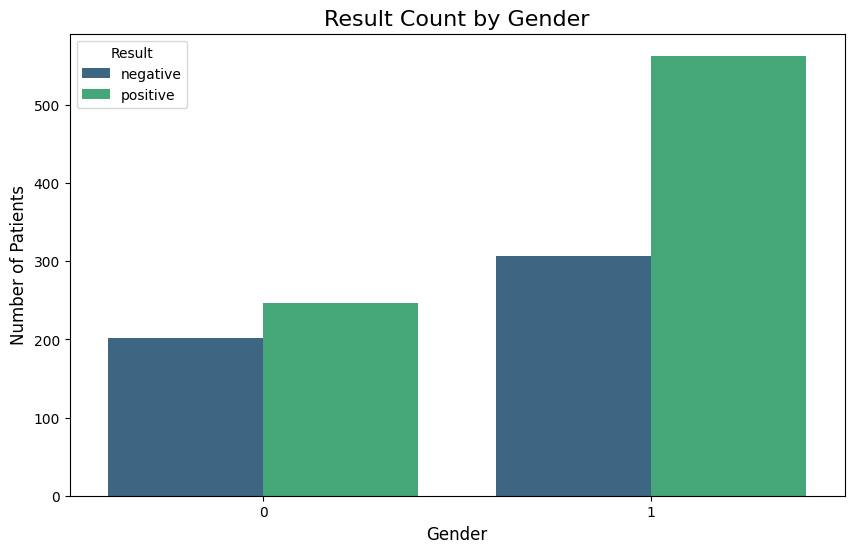 Result Count by Gender
Result
negative
positive
Number of Patients
500
400
300
200
100
0
0 1
Gender